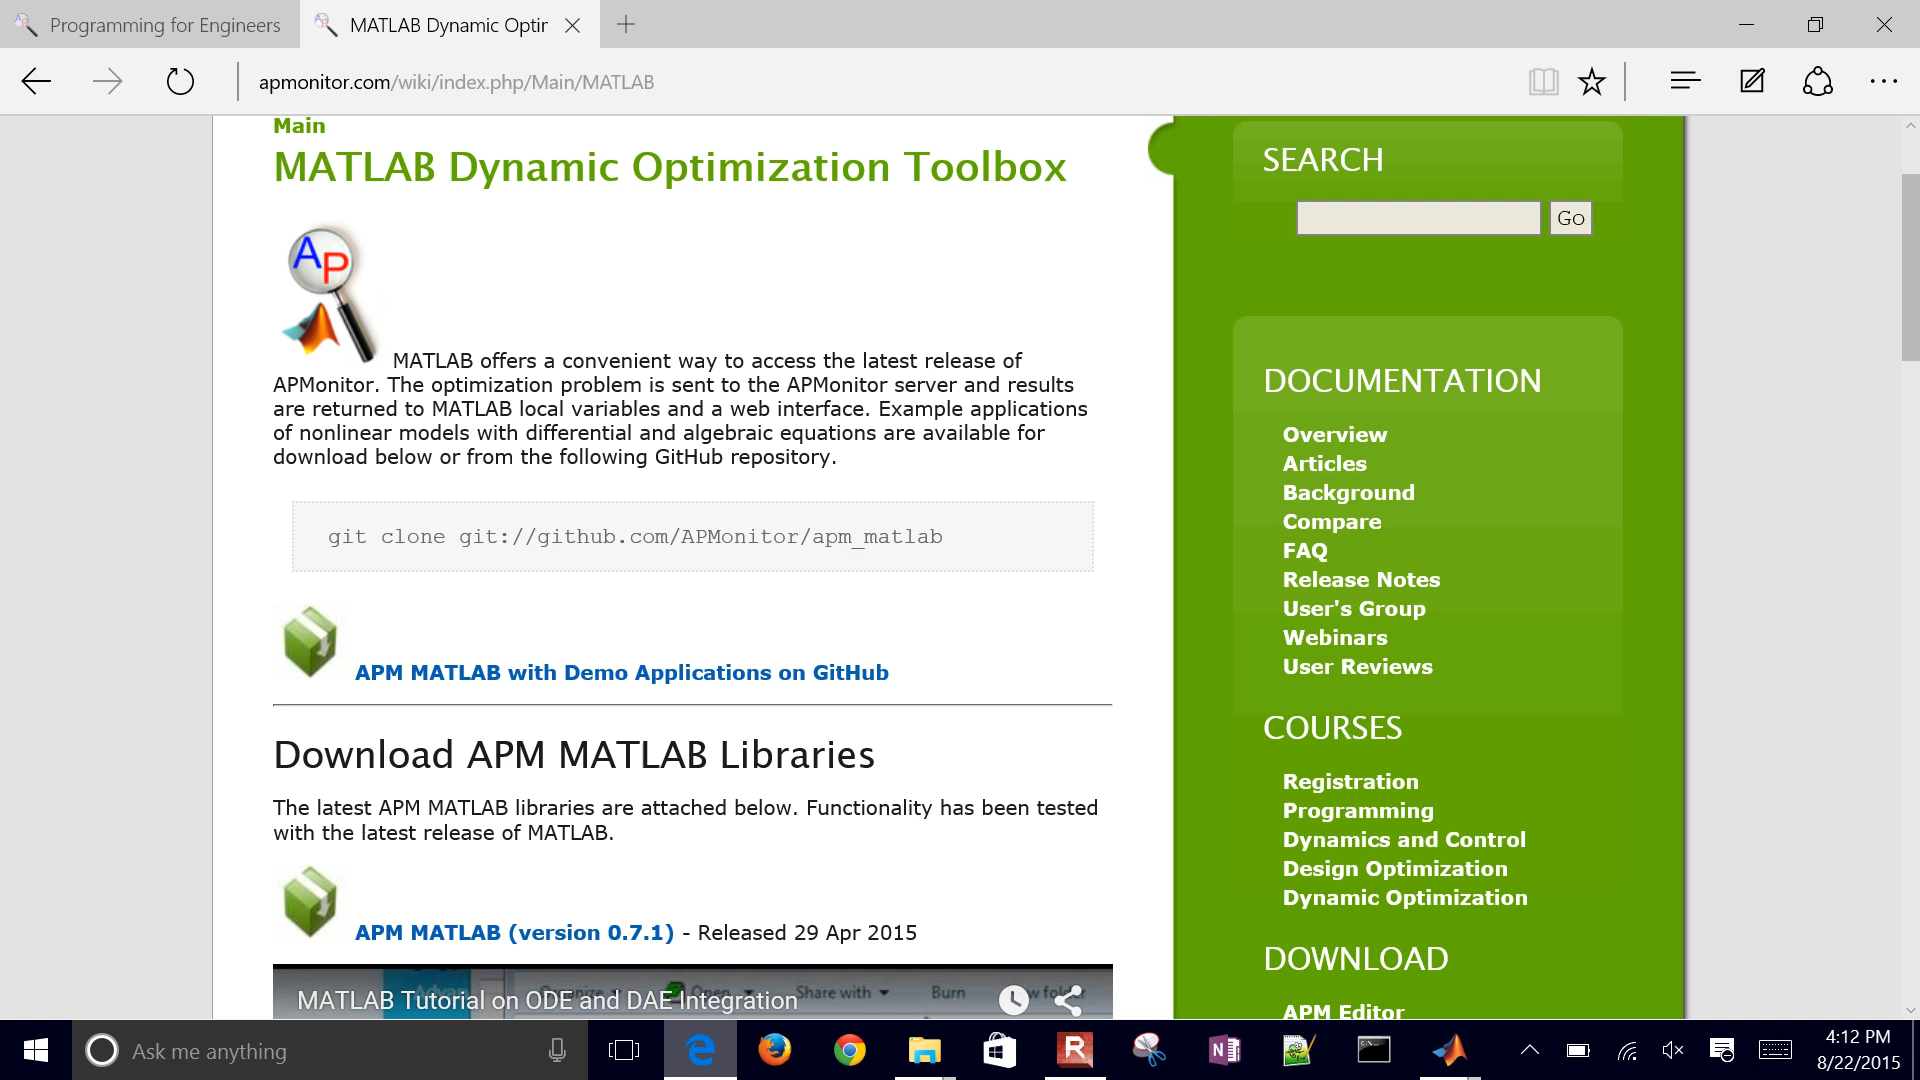 Programming for Engineers
MATLAB Dynamic Optir
apmonitor.com/wiki/index.php/Main/MATLAB
Main
MATLAB Dynamic Optimization Toolbox
AP
MATLAB offers a convenient way to access the latest release of
APMonitor. The optimization problem is sent to the APMonitor server and results
are returned to MATLAB local variables and a web interface. Example applications
of nonlinear models with differential and algebraic equations are available for
download below or from the following GitHub repository.
git clone git://github.com/APMonitor/apm_matlab
APM MATLAB with Demo Applications on GitHub
Download APM MATLAB Libraries
The latest APM MATLAB libraries are attached below. Functionality has been tested
with the latest release of MATLAB.
APM MATLAB (version 0.7.1) - Released 29 Apr 2015
MATLAB Tutorial on ODE and DAE Integration
Share with
Burn
SEARCH
Go
DOCUMENTATION
Overview
Articles
Background
Compare
FAQ
Release Notes
User's Group
Webinars
User Reviews
COURSES
Registration
Programming
Dynamics and Control
Design Optimization
Dynamic Optimization
DOWNLOAD
APM Editor
Ask me anything
4:12 PM
8/22/2015